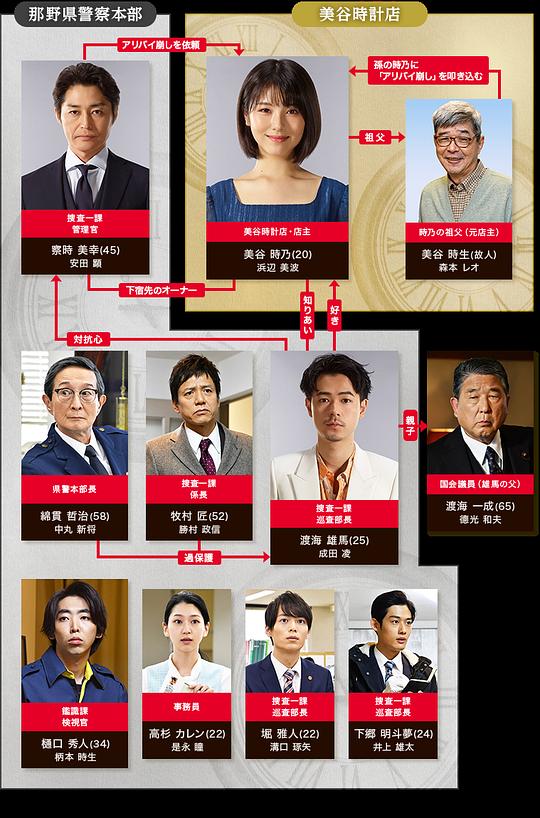 那野県警察本部
美谷時計店
アリバイ崩しを依頼
孫の時乃に
「アリバイ崩し」を叩き込む
祖父
捜査一課
管理官
察時 美幸(45)
安田 顕
美谷時計店・店主
美谷 時乃(20)
浜辺 美波
時乃の祖父(元店主)
美谷 時生(故人)
森本 レオ
下宿先のオーナー
知りあい
好き
対抗心
県警本部長
綿貫 哲治(58)
中丸 新将
捜査一課
係長
牧村 匠(52)
勝村 政信
捜査一課
巡査部長
渡海 雄馬(25)
成田 凌
親子
国会議員(雄馬の父)
渡海 一成(65)
德光 和夫
過保護
鑑識課
検視官
樋口 秀人(34)
柄本 時生
事務員
高杉 カレン(22)
是永 瞳
捜査一課
巡査部長
堀 雅人(22)
溝口 琢矢
捜査一課
巡査部長
下郷 明斗夢(24)
井上 雄太